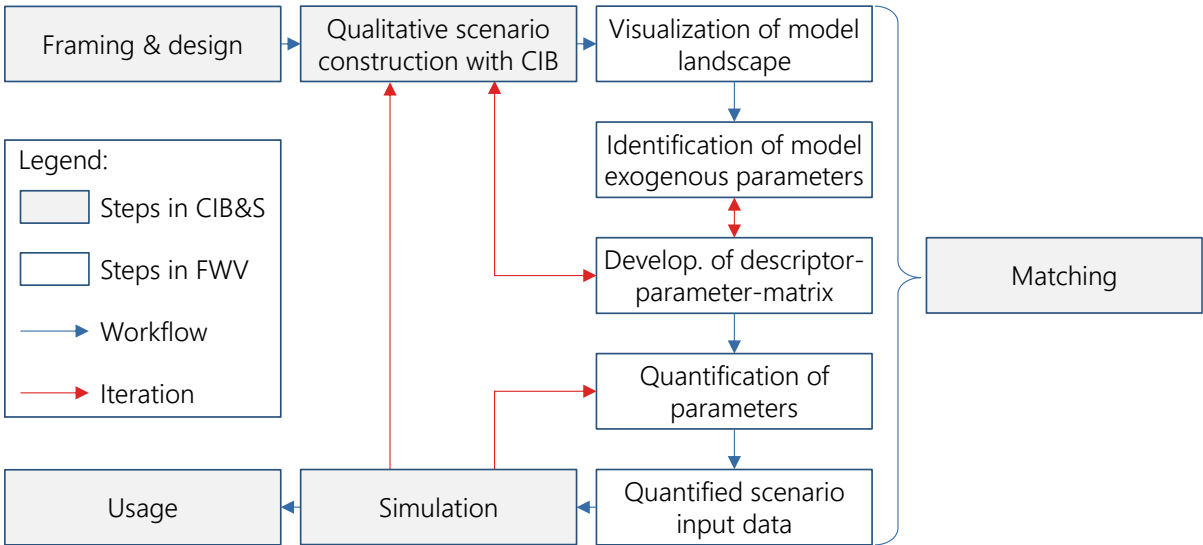 Framing & design
Qualitative scenario
construction with CIB
Visualization of model
landscape
Identification of model
exogenous parameters
Legend:
Steps in CIB&S
Steps in FWV
Workflow
Iteration
Develop. of descriptor-
parameter-matrix
Matching
Quantification of
parameters
Usage
Simulation
Quantified scenario
input data